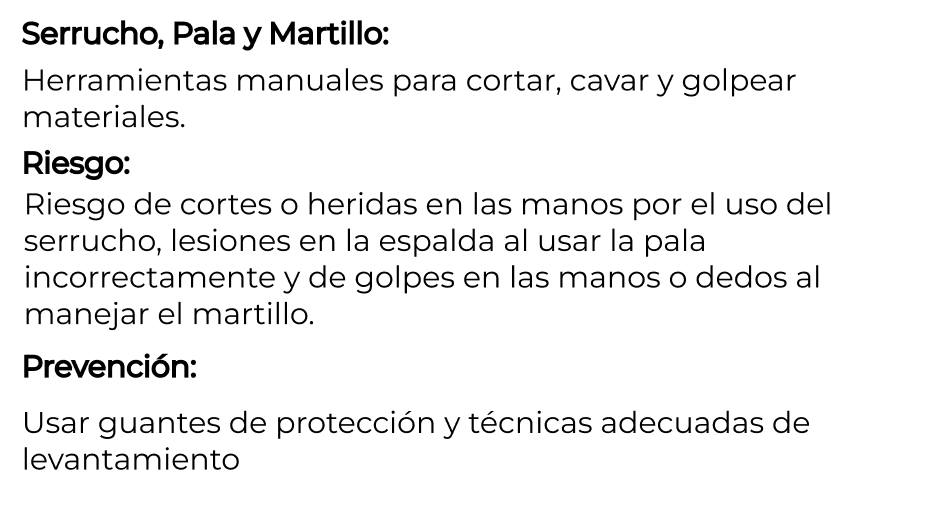 Serrucho, Pala y Martillo:
Herramientas manuales para cortar, cavar y golpear
materiales.
Riesgo:
Riesgo de cortes o heridas en las manos por el uso del
serrucho, lesiones en la espalda al usar la pala
incorrectamente y de golpes en las manos o dedos al
manejar el martillo.
Prevención:
Usar guantes de protección y técnicas adecuadas de
levantamiento